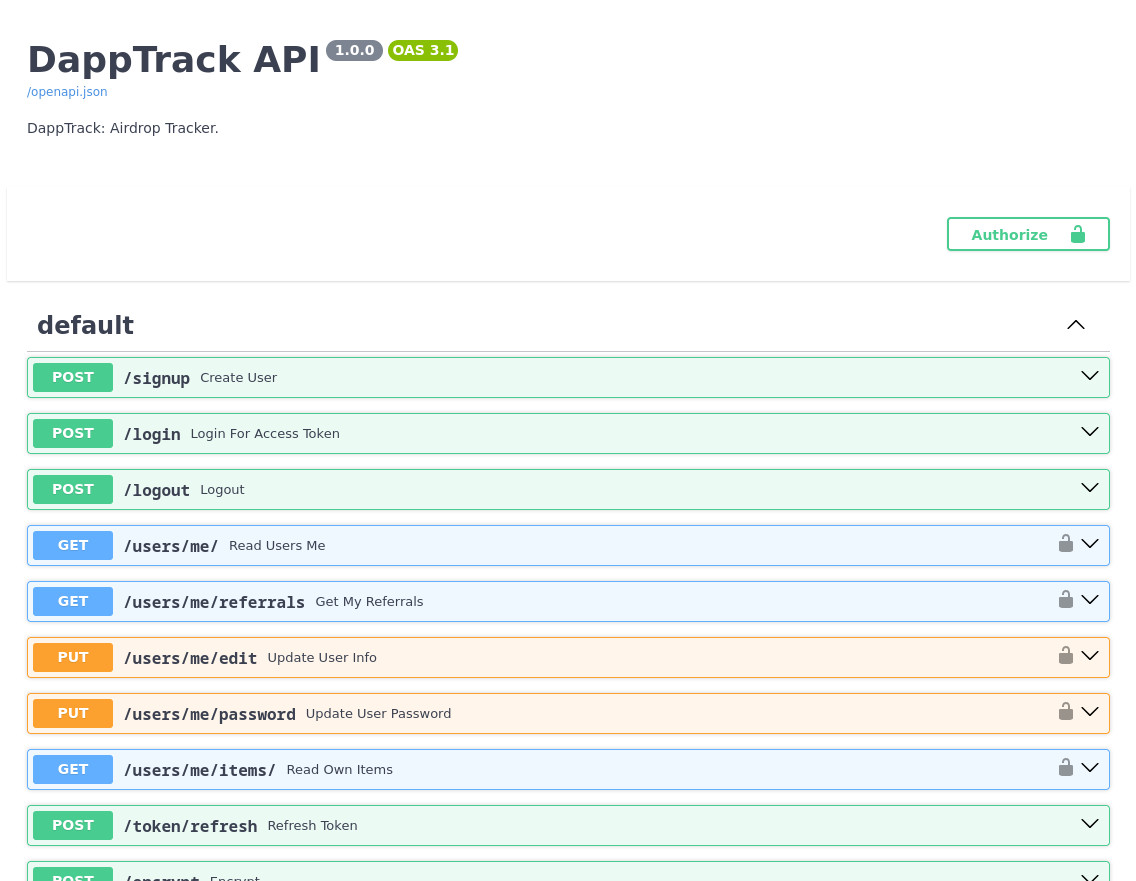 DappTrack API 1.0.0 OAS 3.1
/openapi.json
DappTrack: Airdrop Tracker.
Authorize
default
POST /signup Create User
POST /login Login For Access Token
POST /logout Logout
GET /users/me/ Read Users Me
GET /users/me/referrals Get My Referrals
PUT /users/me/edit Update User Info
PUT /users/me/password Update User Password
GET /users/me/items/ Read Own Items
POST /token/refresh Refresh Token
POST /encrypt Encrypt